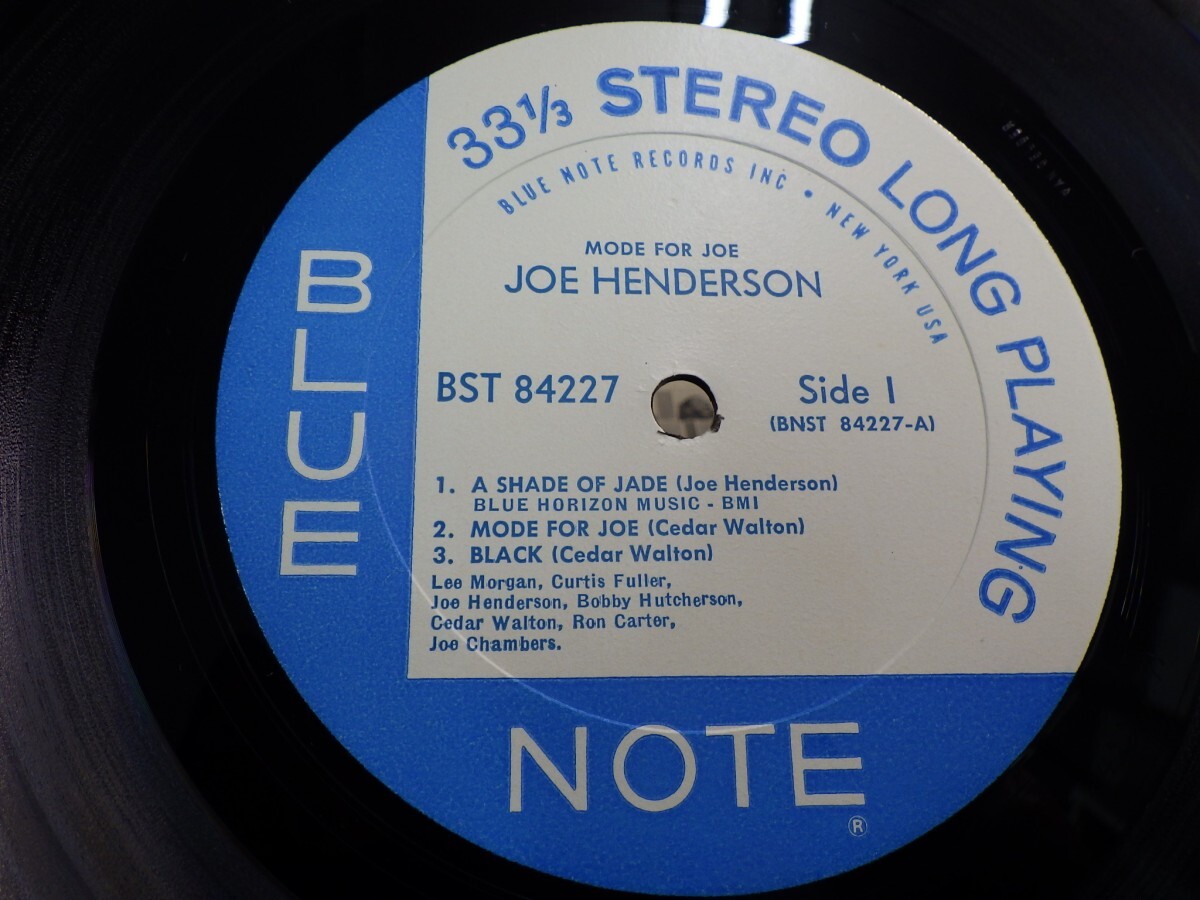 33⅓ STEREO LONG PLAYING
BLUE NOTE RECORDS INC • NEW YORK USA
MODE FOR JOE
JOE HENDERSON
BST 84227
Side 1
(BNST 84227-A)
1. A SHADE OF JADE (Joe Henderson)
BLUE HORIZON MUSIC - BMI
2. MODE FOR JOE (Cedar Walton)
3. BLACK (Cedar Walton)
Lee Morgan, Curtis Fuller,
Joe Henderson, Bobby Hutcherson,
Cedar Walton, Ron Carter,
Joe Chambers.
BLUE
NOTE
®